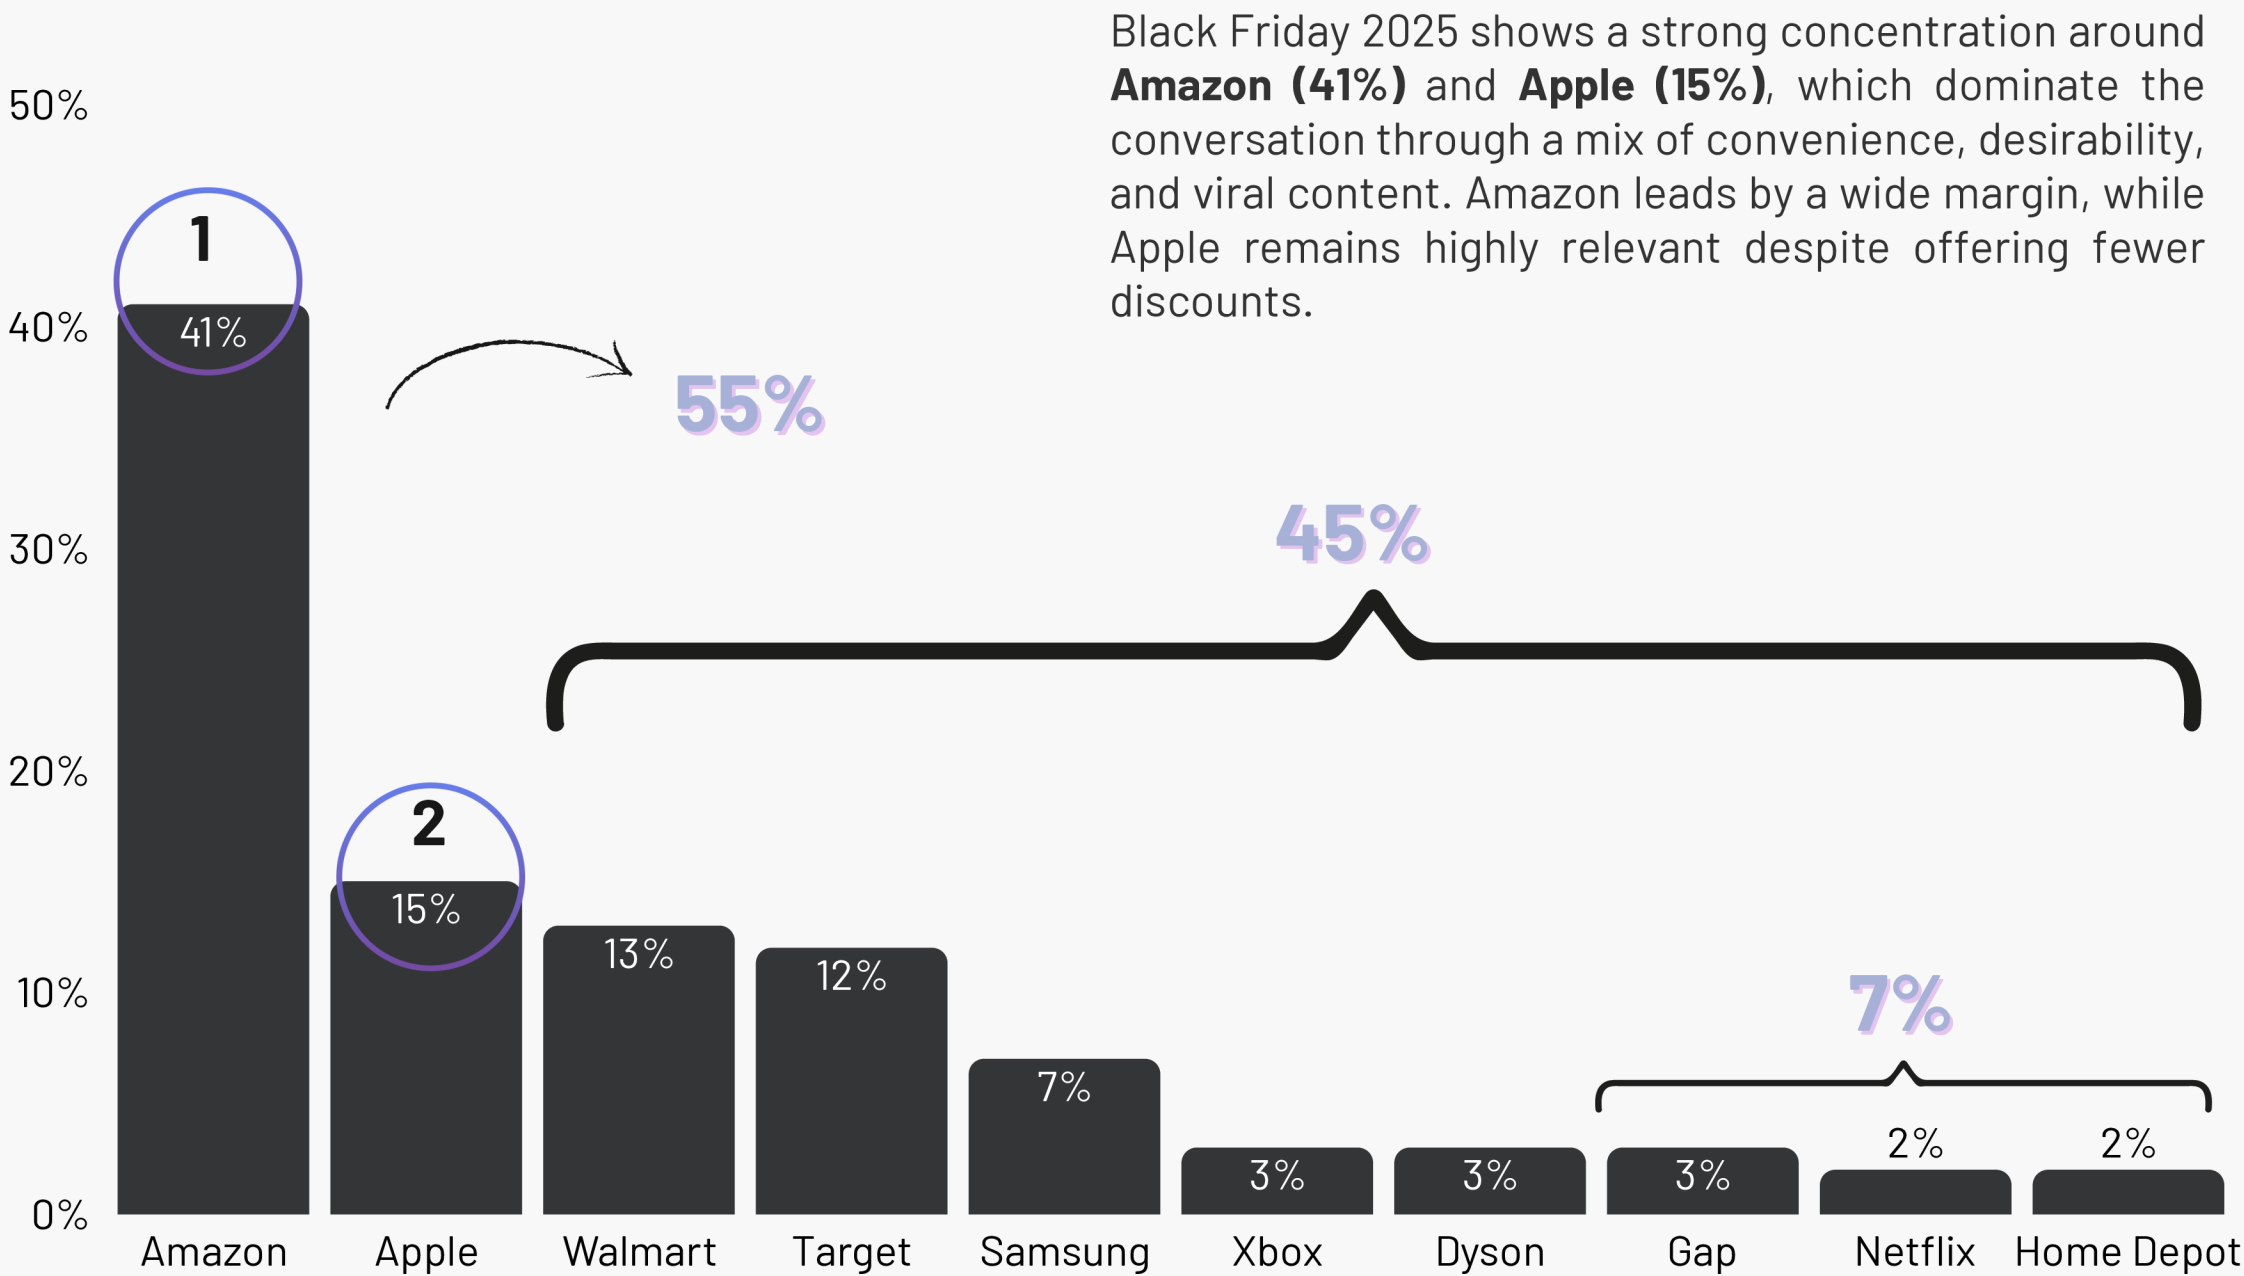 Black Friday 2025 shows a strong concentration around
Amazon (41%) and Apple (15%), which dominate the
conversation through a mix of convenience, desirability,
and viral content. Amazon leads by a wide margin, while
Apple remains highly relevant despite offering fewer
discounts.
50%
40%
30%
20%
10%
0%
1
41%
55%
45%
2
15%
13%
12%
7%
3%
3%
3%
7%
2%
2%
Amazon
Apple
Walmart
Target
Samsung
Xbox
Dyson
Gap
Netflix
Home Depot